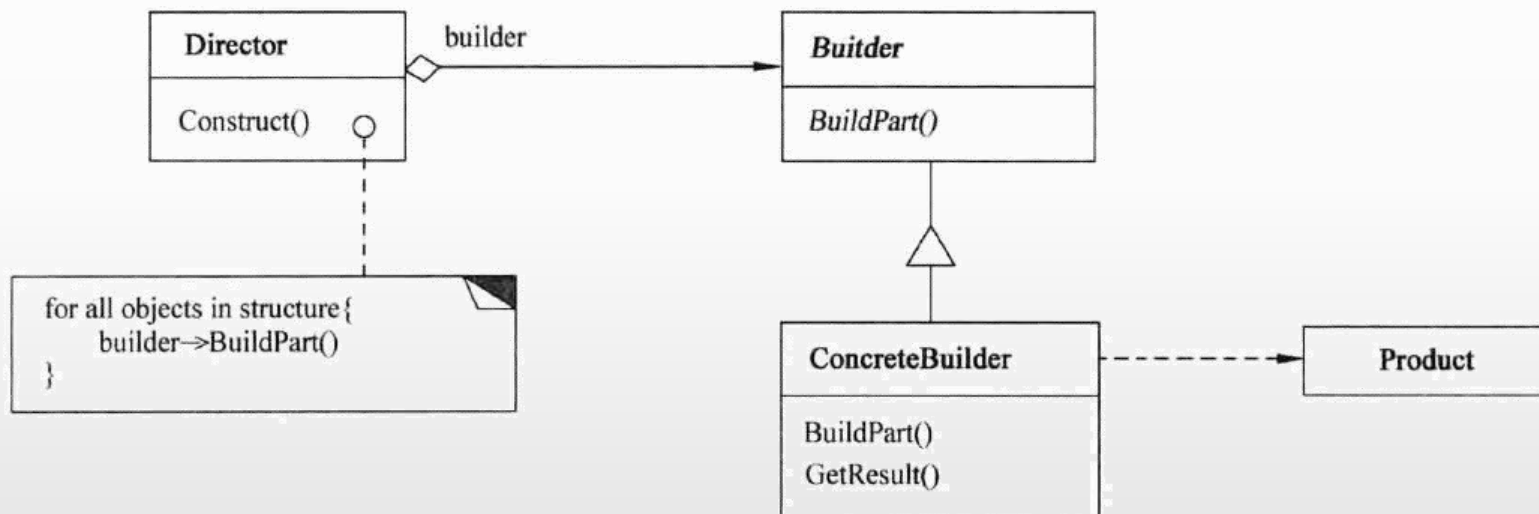 Director
Construct()
builder
Buitder
BuildPart()
for all objects in structure{
builder->BuildPart()
}
ConcreteBuilder
BuildPart()
GetResult()
Product